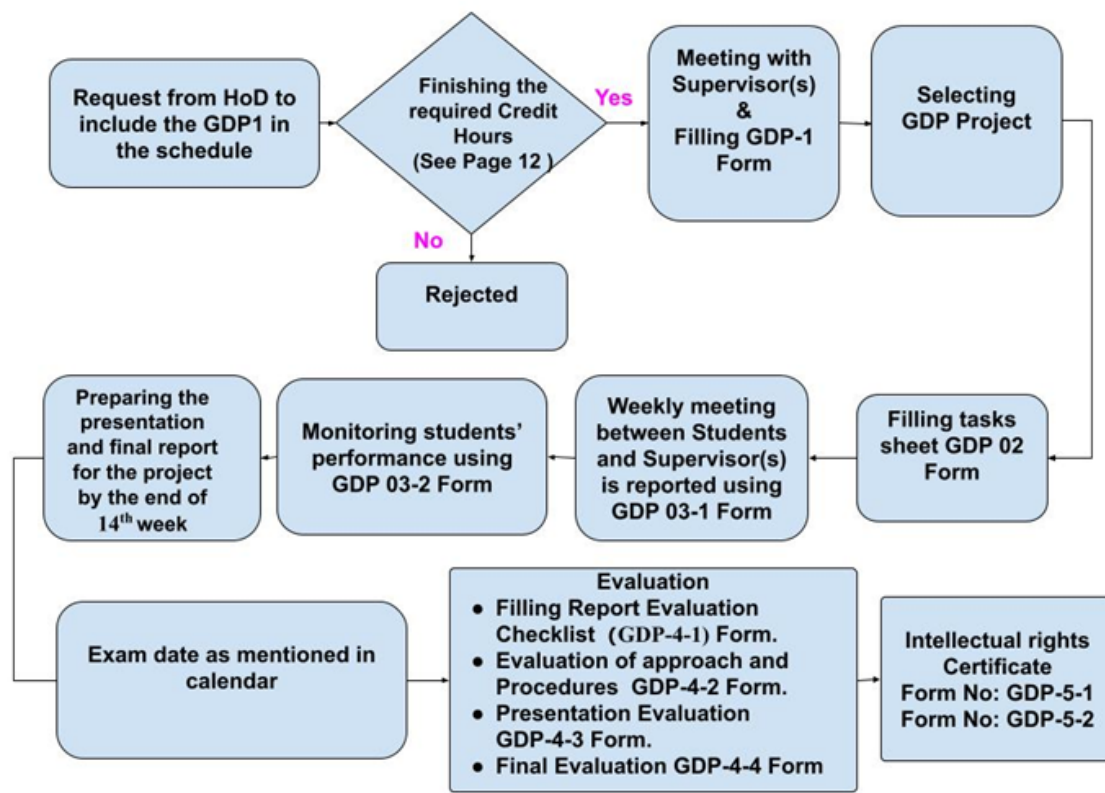 Request from HoD to
include the GDP1 in
the schedule
Finishing the
required Credit
Hours
(See Page 12 )
Yes
No
Rejected
Meeting with
Supervisor(s)
&
Filling GDP-1
Form
Selecting
GDP Project
Filling tasks
sheet GDP 02
Form
Weekly meeting
between Students
and Supervisor(s)
is reported using
GDP 03-1 Form
Monitoring students’
performance using
GDP 03-2 Form
Preparing the
presentation
and final report
for the project
by the end of
14th week
Exam date as mentioned in
calendar
Evaluation
● Filling Report Evaluation
Checklist (GDP-4-1) Form.
● Evaluation of approach and
Procedures GDP-4-2 Form.
● Presentation Evaluation
GDP-4-3 Form.
● Final Evaluation GDP-4-4 Form
Intellectual rights
Certificate
Form No: GDP-5-1
Form No: GDP-5-2